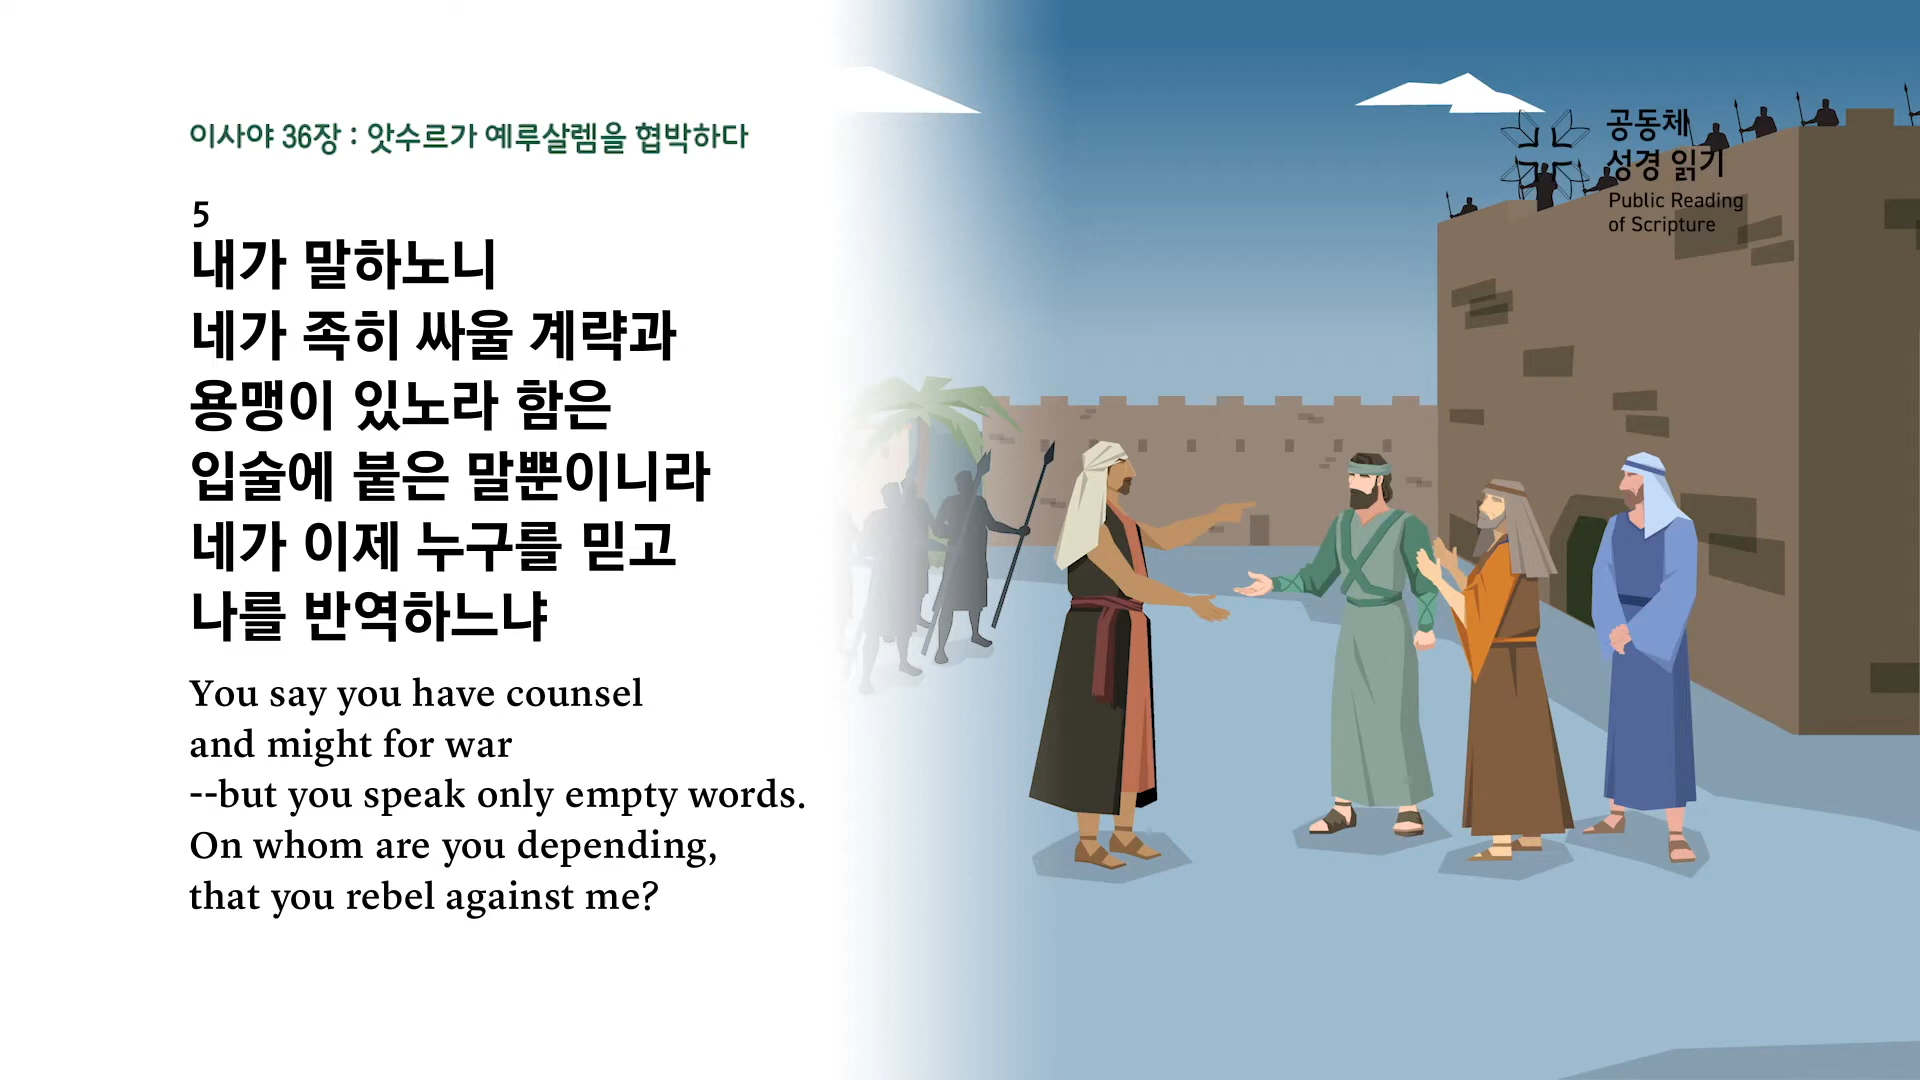 이사야 36장 : 앗수르가 예루살렘을 협박하다
5
내가 말하노니
네가 족히 싸울 계략과
용맹이 있노라 함은
입술에 붙은 말뿐이니라
네가 이제 누구를 믿고
나를 반역하느냐
You say you have counsel
and might for war
--but you speak only empty words.
On whom are you depending,
that you rebel against me?
공동체
성경 읽기
Public Reading
of Scripture